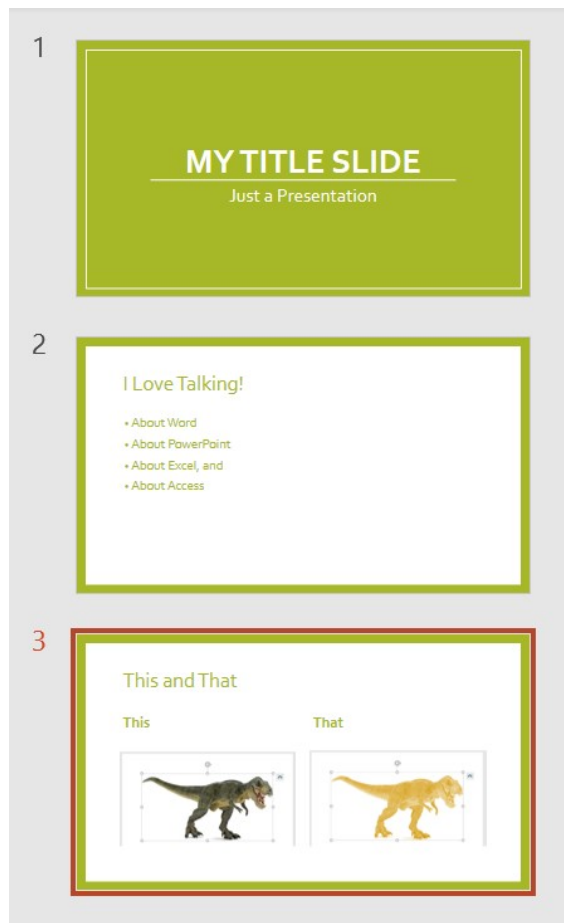 1
MY TITLE SLIDE
Just a Presentation
2
I Love Talking!
• About Word
• About PowerPoint
• About Excel, and
• About Access
3
This and That
This That